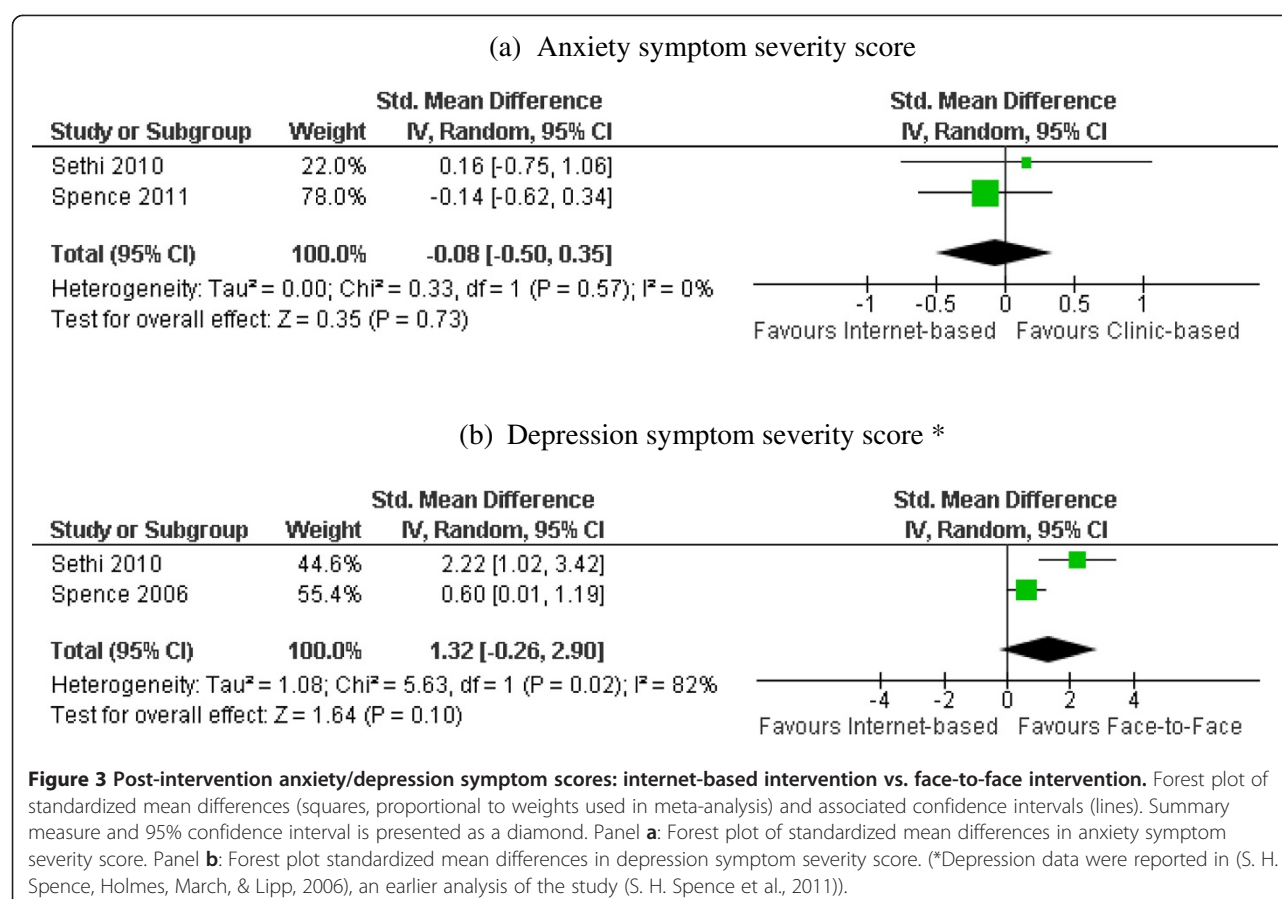 (a) Anxiety symptom severity score
Std. Mean Difference Std. Mean Difference
Study or Subgroup Weight IV, Random, 95% CI IV, Random, 95% CI
Sethi 2010 22.0% 0.16 [-0.75, 1.06]
Spence 2011 78.0% -0.14 [-0.62, 0.34]
Total (95% CI) 100.0% -0.08 [-0.50, 0.35]
Heterogeneity: Tau² = 0.00; Chi² = 0.33, df = 1 (P = 0.57); I² = 0%
Test for overall effect: Z = 0.35 (P = 0.73)
-1 -0.5 0 0.5 1
Favours Internet-based Favours Clinic-based
(b) Depression symptom severity score *
Std. Mean Difference Std. Mean Difference
Study or Subgroup Weight IV, Random, 95% CI IV, Random, 95% CI
Sethi 2010 44.6% 2.22 [1.02, 3.42]
Spence 2006 55.4% 0.60 [0.01, 1.19]
Total (95% CI) 100.0% 1.32 [-0.26, 2.90]
Heterogeneity: Tau² = 1.08; Chi² = 5.63, df = 1 (P = 0.02); I² = 82%
Test for overall effect: Z = 1.64 (P = 0.10)
-4 -2 0 2 4
Favours Internet-based Favours Face-to-Face
Figure 3 Post-intervention anxiety/depression symptom scores: internet-based intervention vs. face-to-face intervention. Forest plot of
standardized mean differences (squares, proportional to weights used in meta-analysis) and associated confidence intervals (lines). Summary
measure and 95% confidence interval is presented as a diamond. Panel a: Forest plot of standardized mean differences in anxiety symptom
severity score. Panel b: Forest plot standardized mean differences in depression symptom severity score. (*Depression data were reported in (S. H.
Spence, Holmes, March, & Lipp, 2006), an earlier analysis of the study (S. H. Spence et al., 2011)).